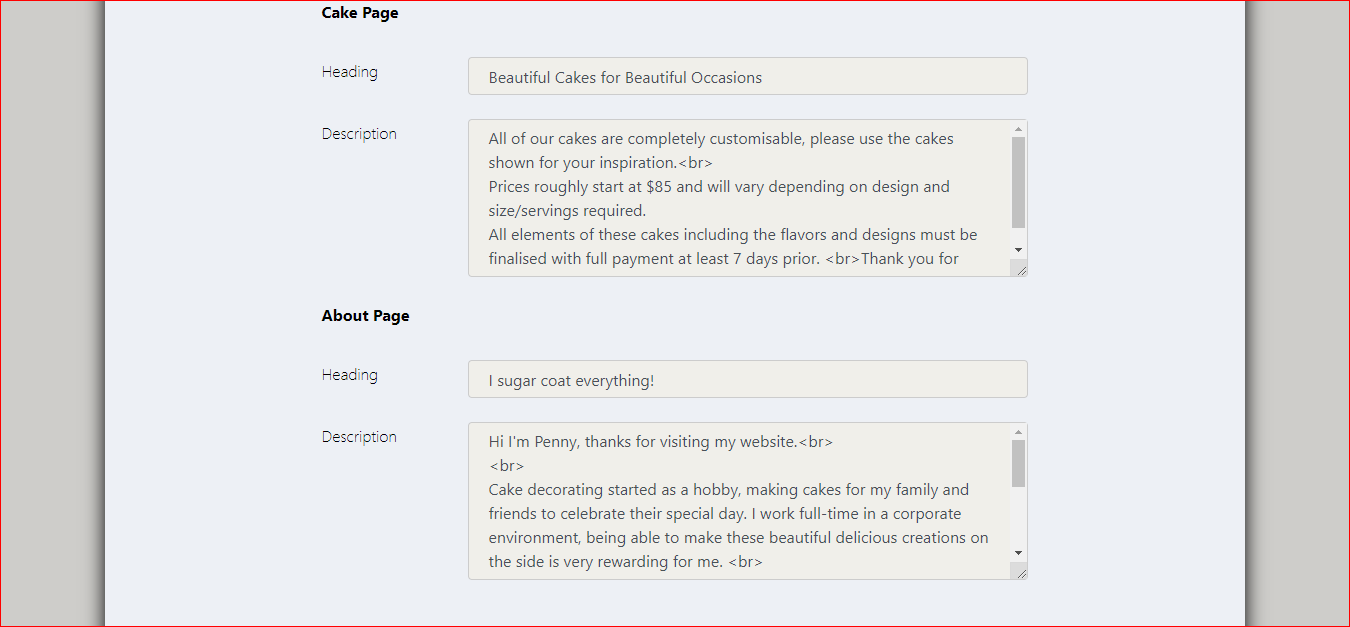 Cake Page
Heading
Beautiful Cakes for Beautiful Occasions
Description
All of our cakes are completely customisable, please use the cakes
shown for your inspiration.<br>
Prices roughly start at $85 and will vary depending on design and
size/servings required.
All elements of these cakes including the flavors and designs must be
finalised with full payment at least 7 days prior. <br>Thank you for
About Page
Heading
I sugar coat everything!
Description
Hi I'm Penny, thanks for visiting my website.<br>
<br>
Cake decorating started as a hobby, making cakes for my family and
friends to celebrate their special day. I work full-time in a corporate
environment, being able to make these beautiful delicious creations on
the side is very rewarding for me. <br>